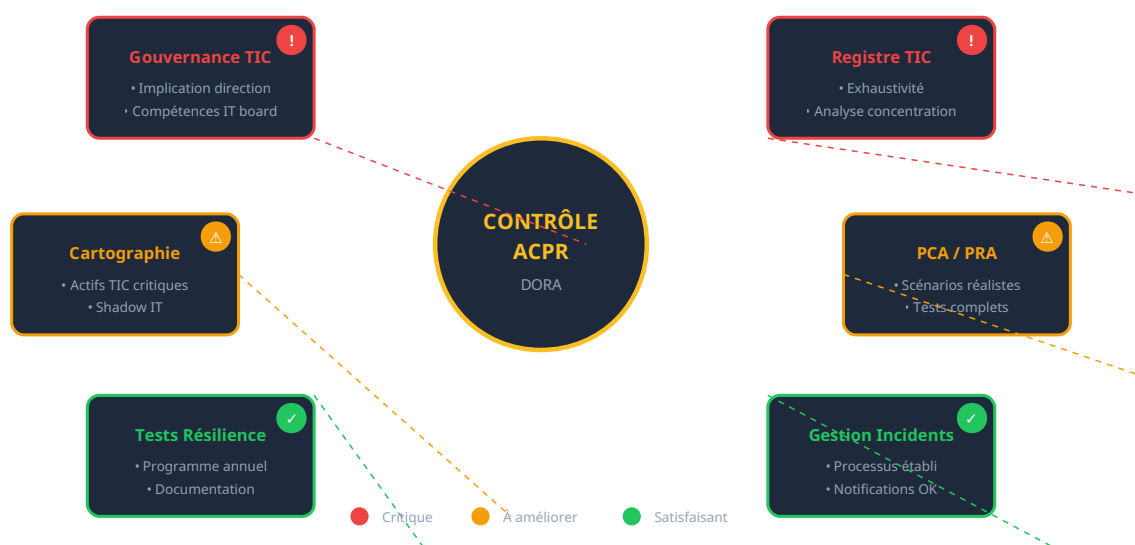 !
Gouvernance TIC
• Implication direction
• Compétences IT board
!
Registre TIC
• Exhaustivité
• Analyse concentration
CONTRÔLE
ACPR
DORA
⚠
Cartographie
• Actifs TIC critiques
• Shadow IT
⚠
PCA / PRA
• Scénarios réalistes
• Tests complets
✓
Tests Résilience
• Programme annuel
• Documentation
✓
Gestion Incidents
• Processus établi
• Notifications OK
Critique
À améliorer
Satisfaisant